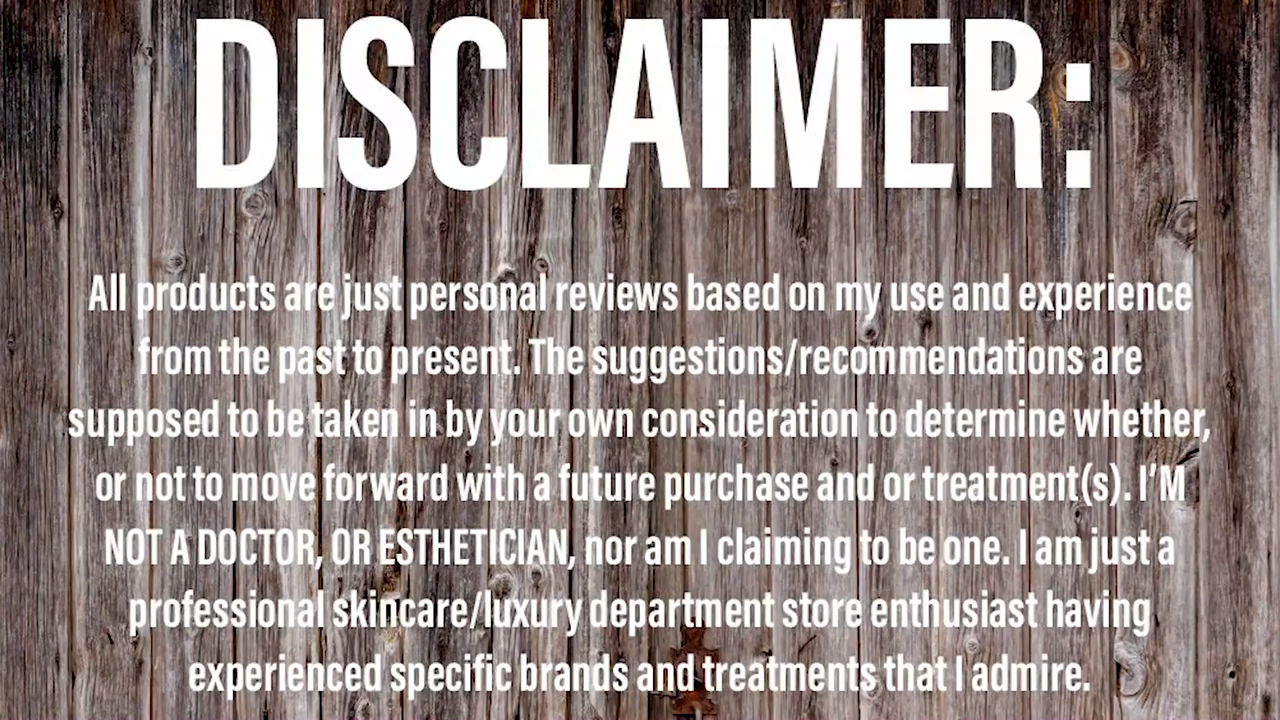 DISCLAIMER:
All products are just personal reviews based on my use and experience
from the past to present. The suggestions/recommendations are
supposed to be taken in by your own consideration to determine whether,
or not to move forward with a future purchase and or treatment(s). I’M
NOT A DOCTOR, OR ESTHETICIAN, nor am I claiming to be one. I am just a
professional skincare/luxury department store enthusiast having
experienced specific brands and treatments that I admire.